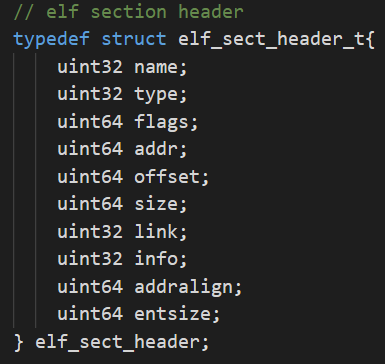 // elf section header
typedef struct elf_sect_header_t{
    uint32 name;
    uint32 type;
    uint64 flags;
    uint64 addr;
    uint64 offset;
    uint64 size;
    uint32 link;
    uint32 info;
    uint64 addralign;
    uint64 entsize;
} elf_sect_header;